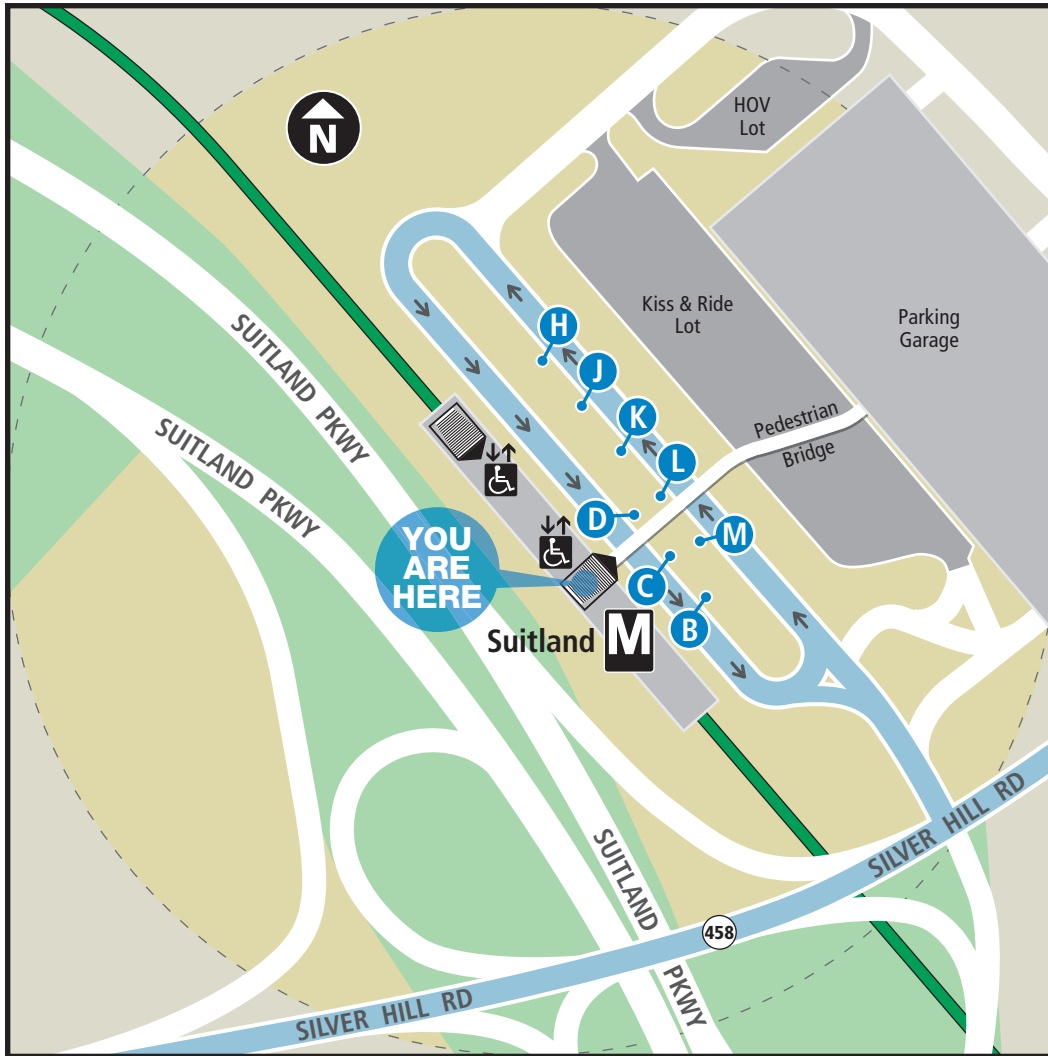 N
HOV
Lot
Kiss & Ride
Lot
Parking
Garage
H
J
K
L
M
D
C
B
Pedestrian
Bridge
SUITLAND PKWY
SUITLAND PKWY
YOU
ARE
HERE
Suitland M
SUITLAND PKWY
SILVER HILL RD
458
SILVER HILL RD